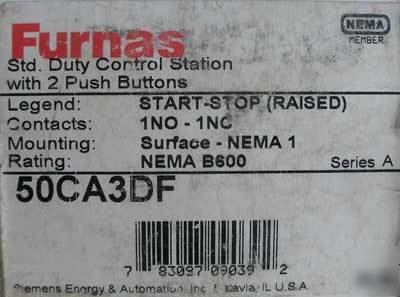 Furnas
NEMA
MEMBER
Std. Duty Control Station
with 2 Push Buttons
Legend: START-STOP (RAISED)
Contacts: 1NO - 1NC
Mounting: Surface - NEMA 1
Rating: NEMA B600 Series A
50CA3DF
7 83097 09039 2
Siemens Energy & Automation, Inc. Batavia, IL U.S.A.